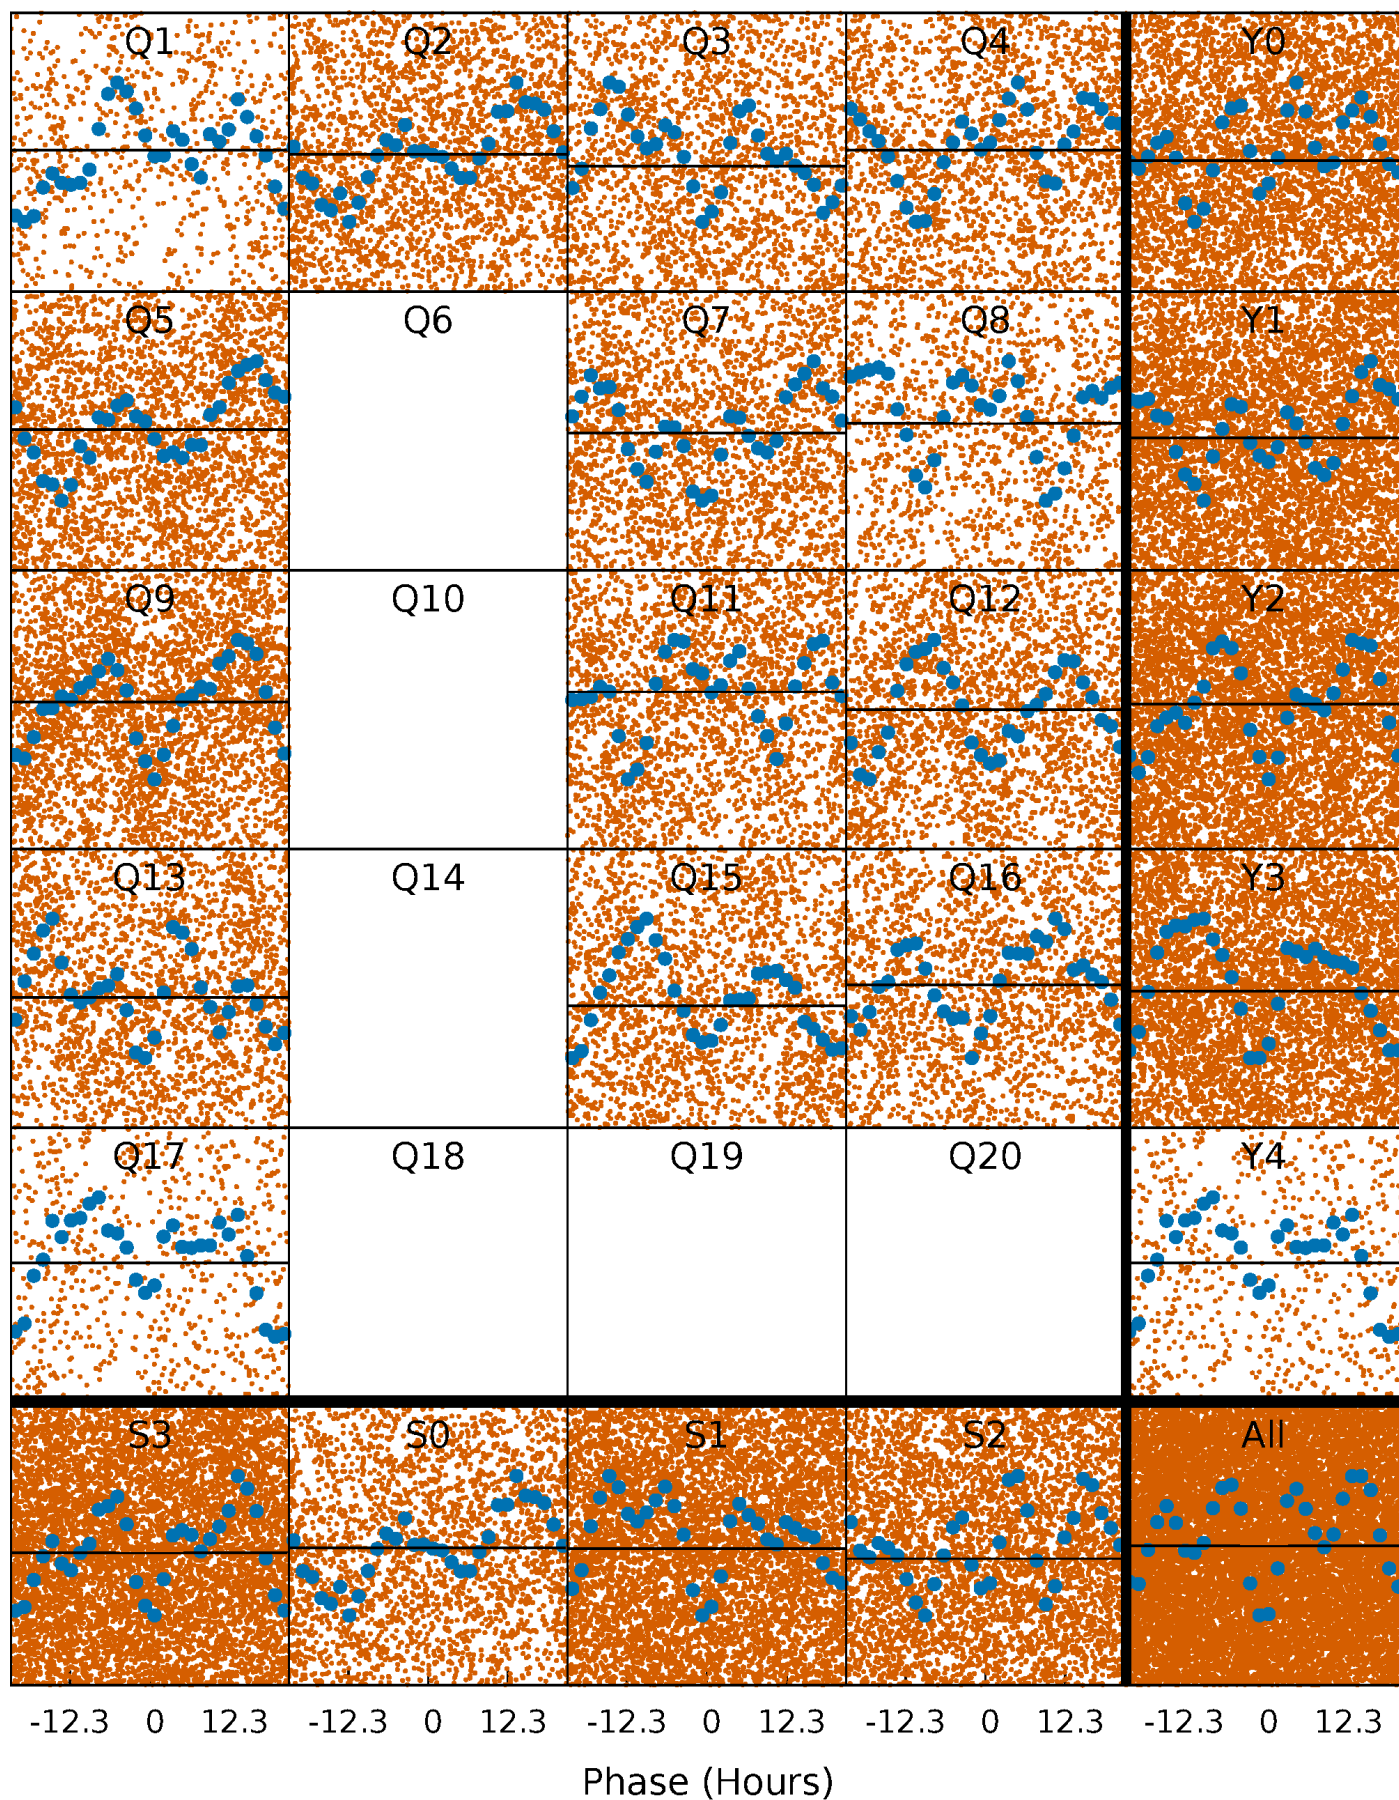 Q1 Q2 Q3 Q4 Y0
Q5 Q6 Q7 Q8 Y1
Q9 Q10 Q11 Q12 Y2
Q13 Q14 Q15 Q16 Y3
Q17 Q18 Q19 Q20 Y4
S3 S0 S1 S2 All
-12.3 0 12.3 -12.3 0 12.3 -12.3 0 12.3 -12.3 0 12.3 -12.3 0 12.3
Phase (Hours)